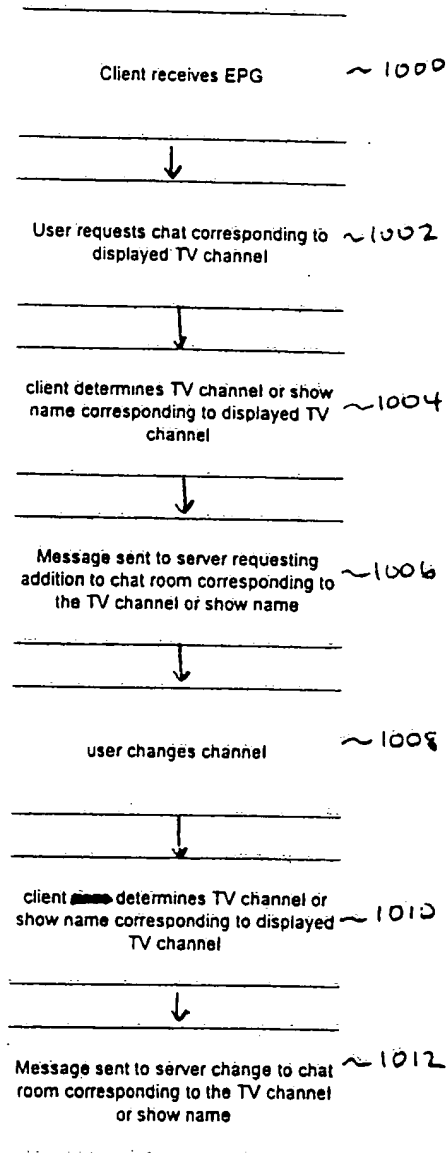 Client receives EPG ~ 1000
User requests chat corresponding to ~1002
displayed TV channel
client determines TV channel or show
name corresponding to displayed TV ~1004
channel
Message sent to server requesting
addition to chat room corresponding to ~1006
the TV channel or show name
user changes channel ~1008
client determines TV channel or
show name corresponding to displayed ~1010
TV channel
Message sent to server change to chat ~1012
room corresponding to the TV channel
or show name